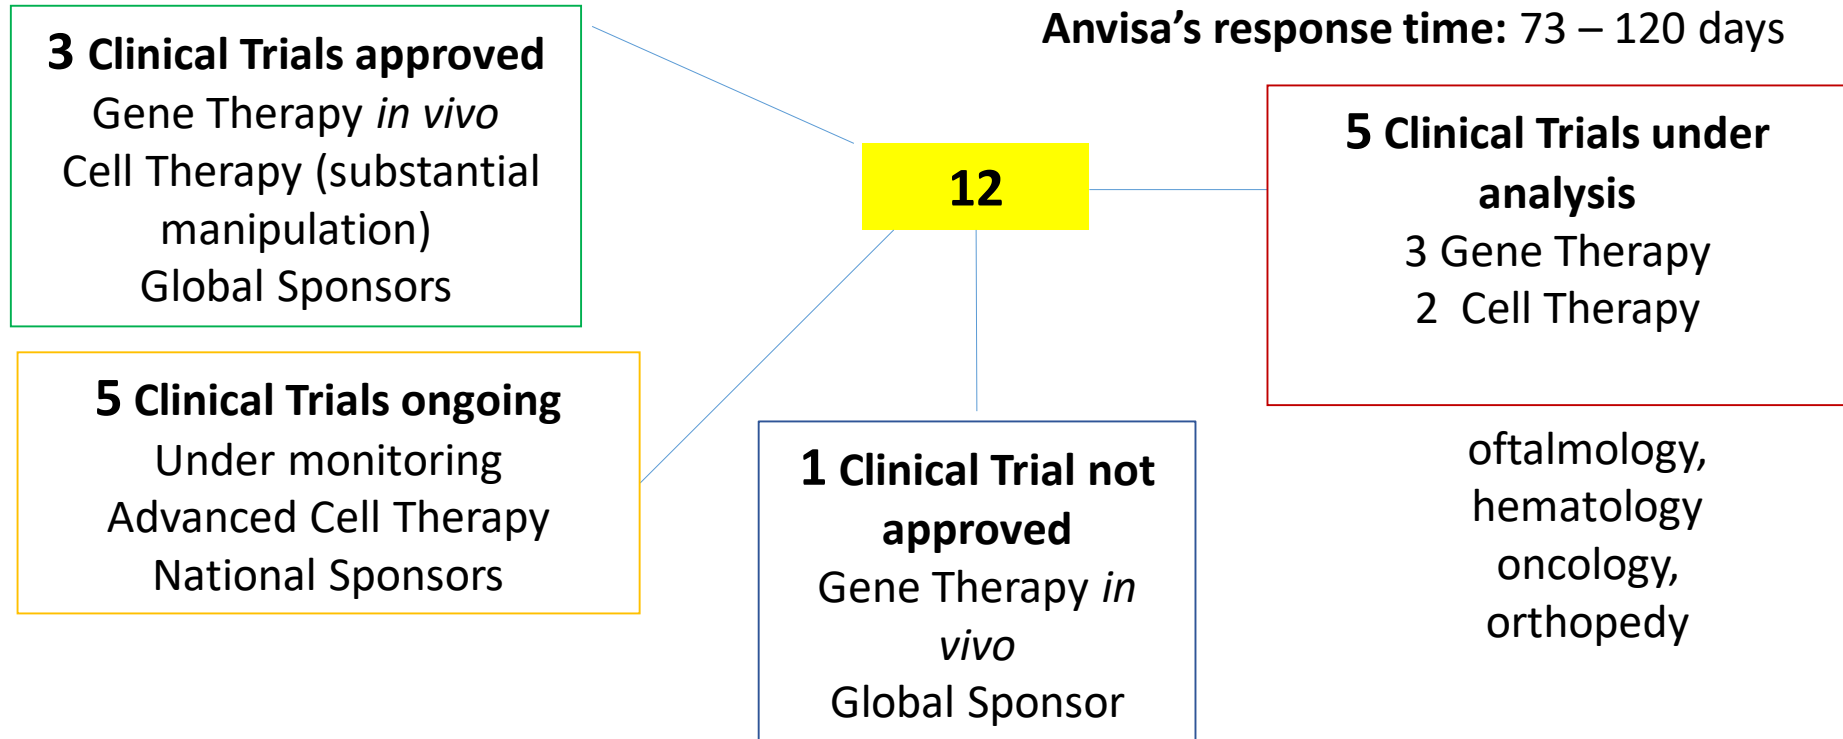 3 Clinical Trials approved
Gene Therapy in vivo
Cell Therapy (substantial
manipulation)
Global Sponsors
Anvisa’s response time: 73 – 120 days
12
5 Clinical Trials under
analysis
3 Gene Therapy
2 Cell Therapy
5 Clinical Trials ongoing
Under monitoring
Advanced Cell Therapy
National Sponsors
1 Clinical Trial not
approved
Gene Therapy in
vivo
Global Sponsor
oftalmology,
hematology
oncology,
orthopedy